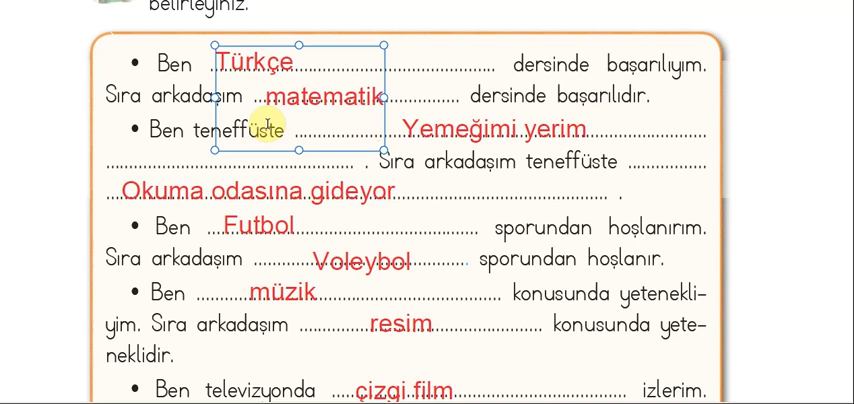 belirleyiniz.
• Ben ...Türkçe........................................ dersinde başarılıyım.
Sıra arkadaşım ...matematik................ dersinde başarılıdır.
• Ben teneffüste ........................Yemeğimi yerim..........................
...................................................... . Sıra arkadaşım teneffüste .................
....Okuma odasına gideyor.............................................. .
• Ben ....Futbol........................................ sporundan hoşlanırım.
Sıra arkadaşım .............Voleybol............. sporundan hoşlanır.
• Ben ............müzik........................................ konusunda yetenekli-
yim. Sıra arkadaşım ................resim........................ konusunda yete-
neklidir.
• Ben televizyonda .....çizgi film...................................... izlerim.